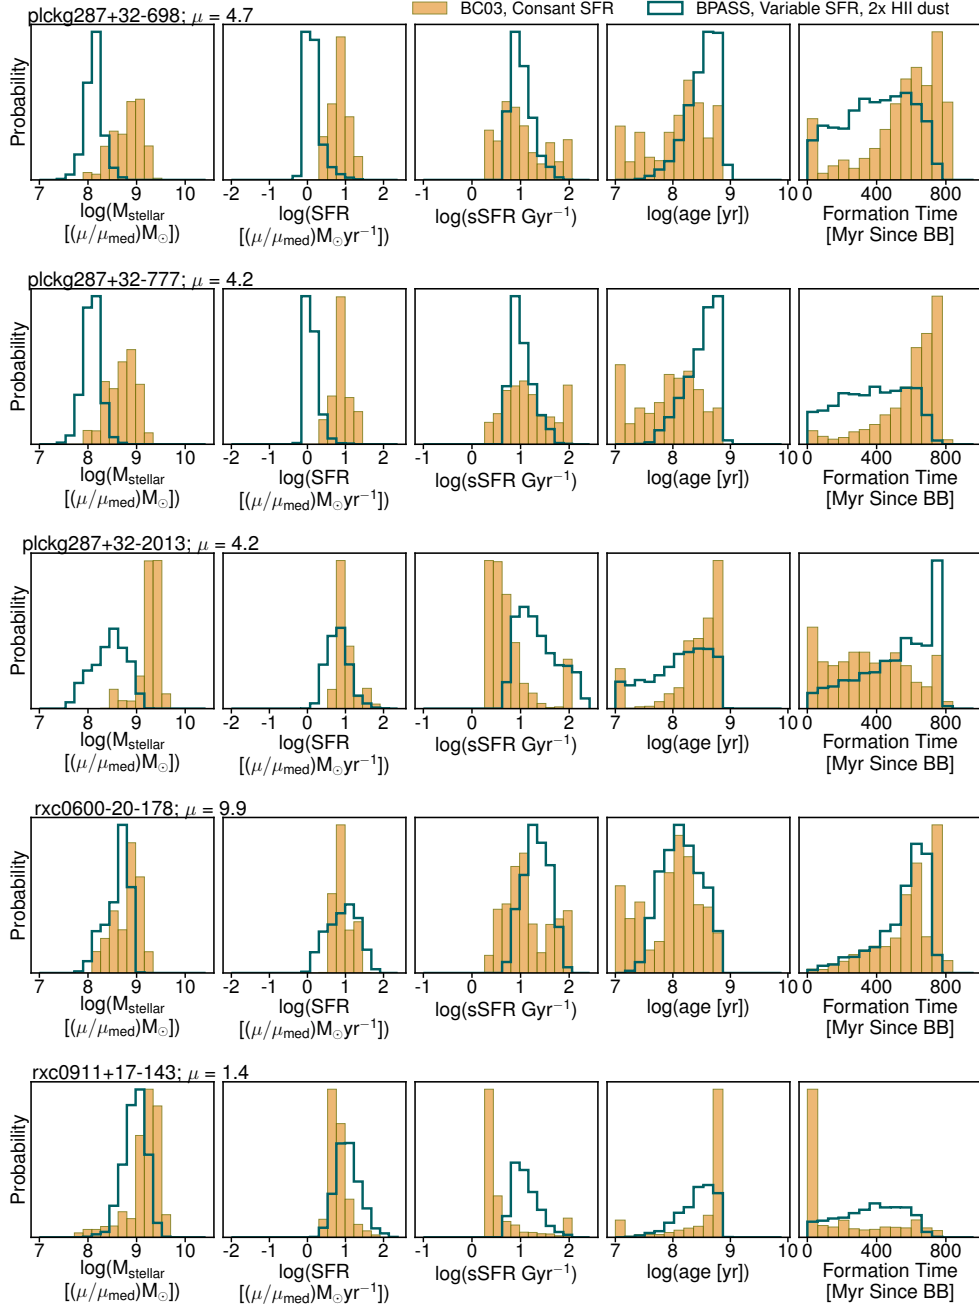 BC03, Consant SFR
BPASS, Variable SFR, 2x HII dust
plckg287+32-698; μ = 4.7
Probability
7 8 9 10
-2 -1 0 1 2
-1 0 1 2
7 8 9 10
0 400 800
log(M_stellar
[(μ/μ_med)M_⊙])
log(SFR
[(μ/μ_med)M_⊙yr⁻¹])
log(sSFR Gyr⁻¹)
log(age [yr])
Formation Time
[Myr Since BB]
plckg287+32-777; μ = 4.2
Probability
7 8 9 10
-2 -1 0 1 2
-1 0 1 2
7 8 9 10
0 400 800
log(M_stellar
[(μ/μ_med)M_⊙])
log(SFR
[(μ/μ_med)M_⊙yr⁻¹])
log(sSFR Gyr⁻¹)
log(age [yr])
Formation Time
[Myr Since BB]
plckg287+32-2013; μ = 4.2
Probability
7 8 9 10
-2 -1 0 1 2
-1 0 1 2
7 8 9 10
0 400 800
log(M_stellar
[(μ/μ_med)M_⊙])
log(SFR
[(μ/μ_med)M_⊙yr⁻¹])
log(sSFR Gyr⁻¹)
log(age [yr])
Formation Time
[Myr Since BB]
rxc0600-20-178; μ = 9.9
Probability
7 8 9 10
-2 -1 0 1 2
-1 0 1 2
7 8 9 10
0 400 800
log(M_stellar
[(μ/μ_med)M_⊙])
log(SFR
[(μ/μ_med)M_⊙yr⁻¹])
log(sSFR Gyr⁻¹)
log(age [yr])
Formation Time
[Myr Since BB]
rxc0911+17-143; μ = 1.4
Probability
7 8 9 10
-2 -1 0 1 2
-1 0 1 2
7 8 9 10
0 400 800
log(M_stellar
[(μ/μ_med)M_⊙])
log(SFR
[(μ/μ_med)M_⊙yr⁻¹])
log(sSFR Gyr⁻¹)
log(age [yr])
Formation Time
[Myr Since BB]